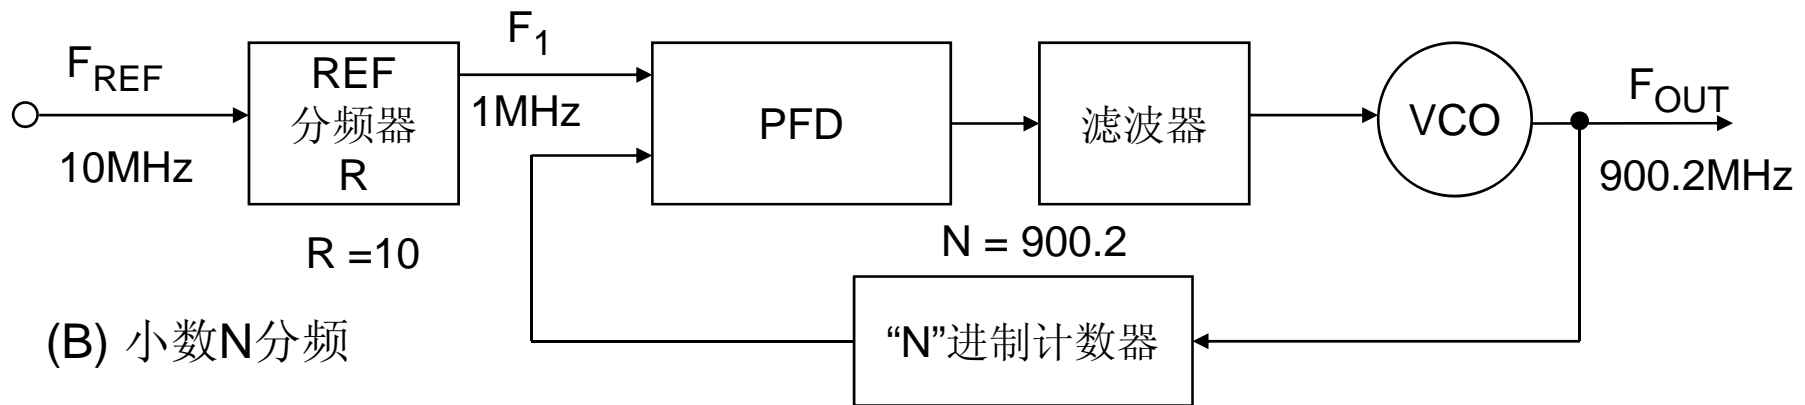 F_REF
10MHz
REF
分频器
R
R =10
F_1
1MHz
PFD
滤波器
VCO
F_OUT
900.2MHz
N = 900.2
“N”进制计数器
(B) 小数N分频